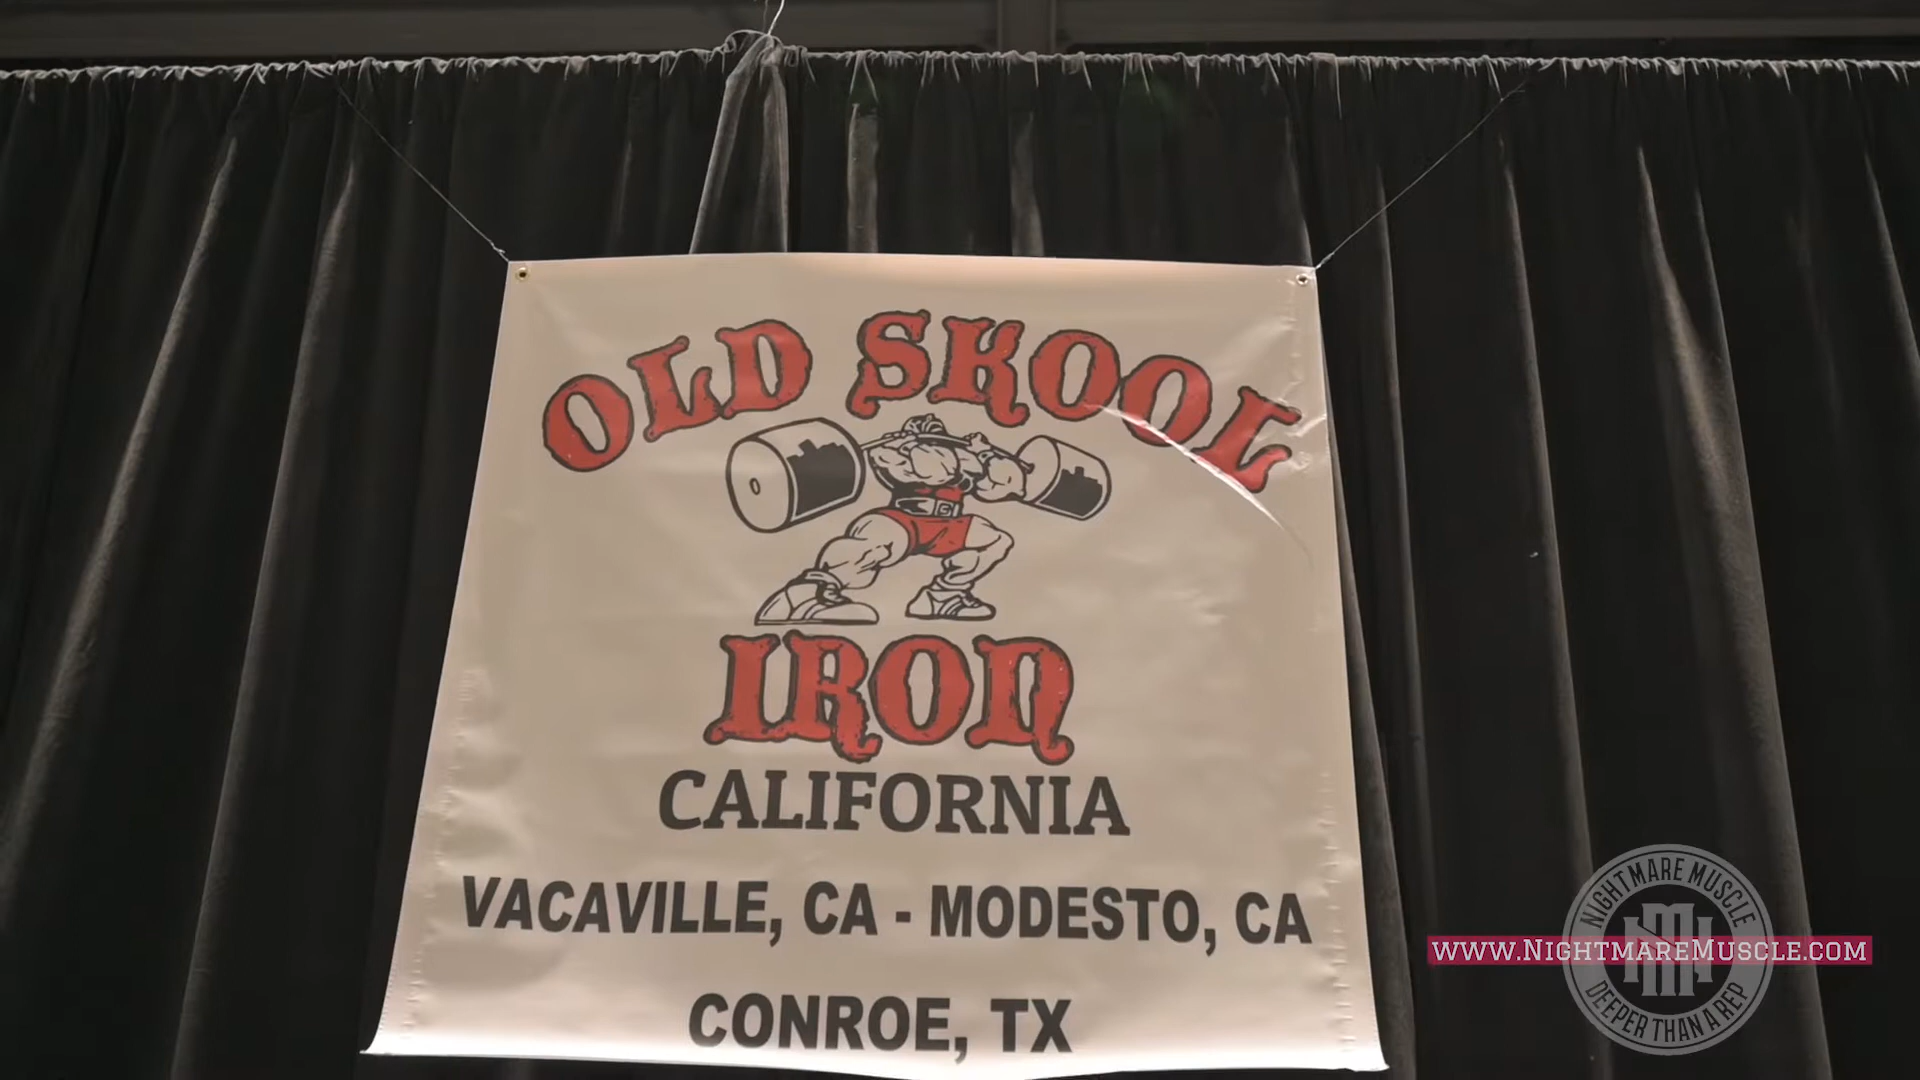 OLD SKOOL
IRON
CALIFORNIA
VACAVILLE, CA - MODESTO, CA
CONROE, TX
NIGHTMARE MUSCLE
WWW.NIGHTMAREMUSCLE.COM
DEEPER THAN A REP